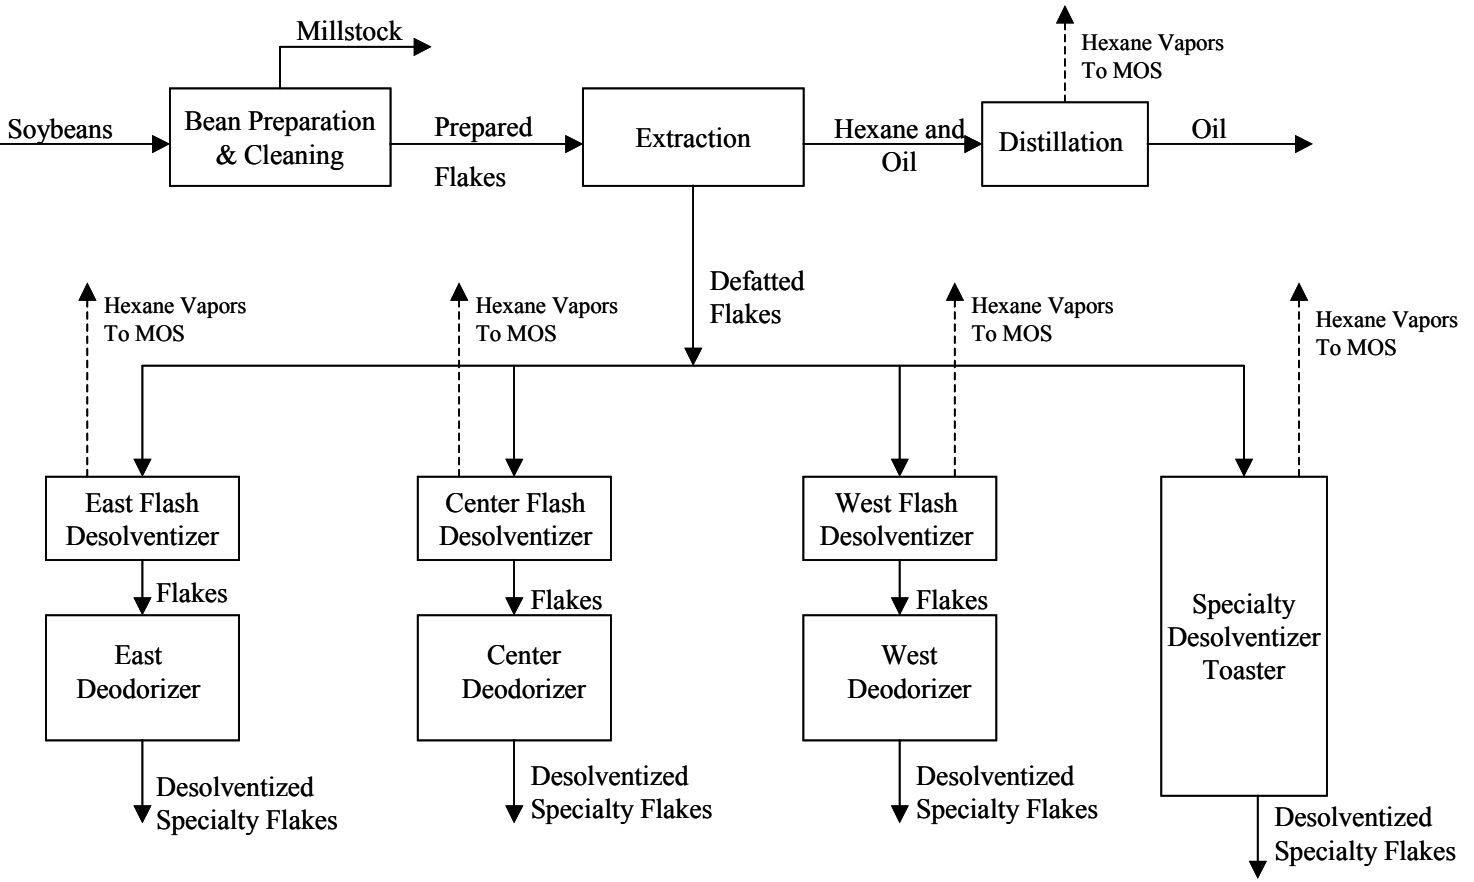 Millstock
Hexane Vapors
To MOS
Soybeans
Bean Preparation
& Cleaning
Prepared
Flakes
Extraction
Hexane and
Oil
Distillation
Oil
Defatted
Flakes
Hexane Vapors
To MOS
Hexane Vapors
To MOS
Hexane Vapors
To MOS
Hexane Vapors
To MOS
East Flash
Desolventizer
Center Flash
Desolventizer
West Flash
Desolventizer
Flakes
Flakes
Flakes
East
Deodorizer
Center
Deodorizer
West
Deodorizer
Specialty
Desolventizer
Toaster
Desolventized
Specialty Flakes
Desolventized
Specialty Flakes
Desolventized
Specialty Flakes
Desolventized
Specialty Flakes